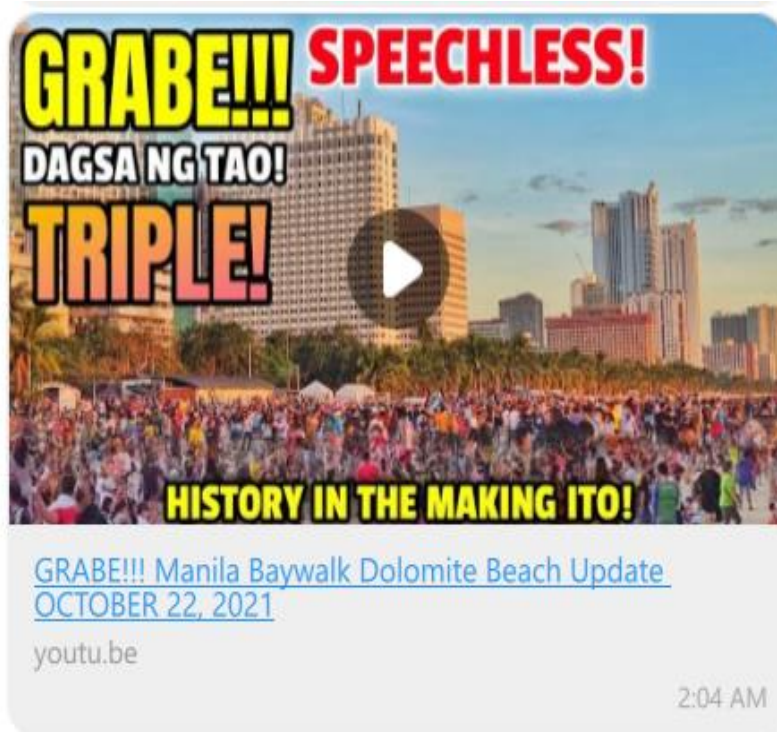 GRABE!!! SPEECHLESS!
DAGSA NG TAO!
TRIPLE!
HISTORY IN THE MAKING ITO!
GRABE!!! Manila Baywalk Dolomite Beach Update
OCTOBER 22, 2021
youtu.be
2:04 AM